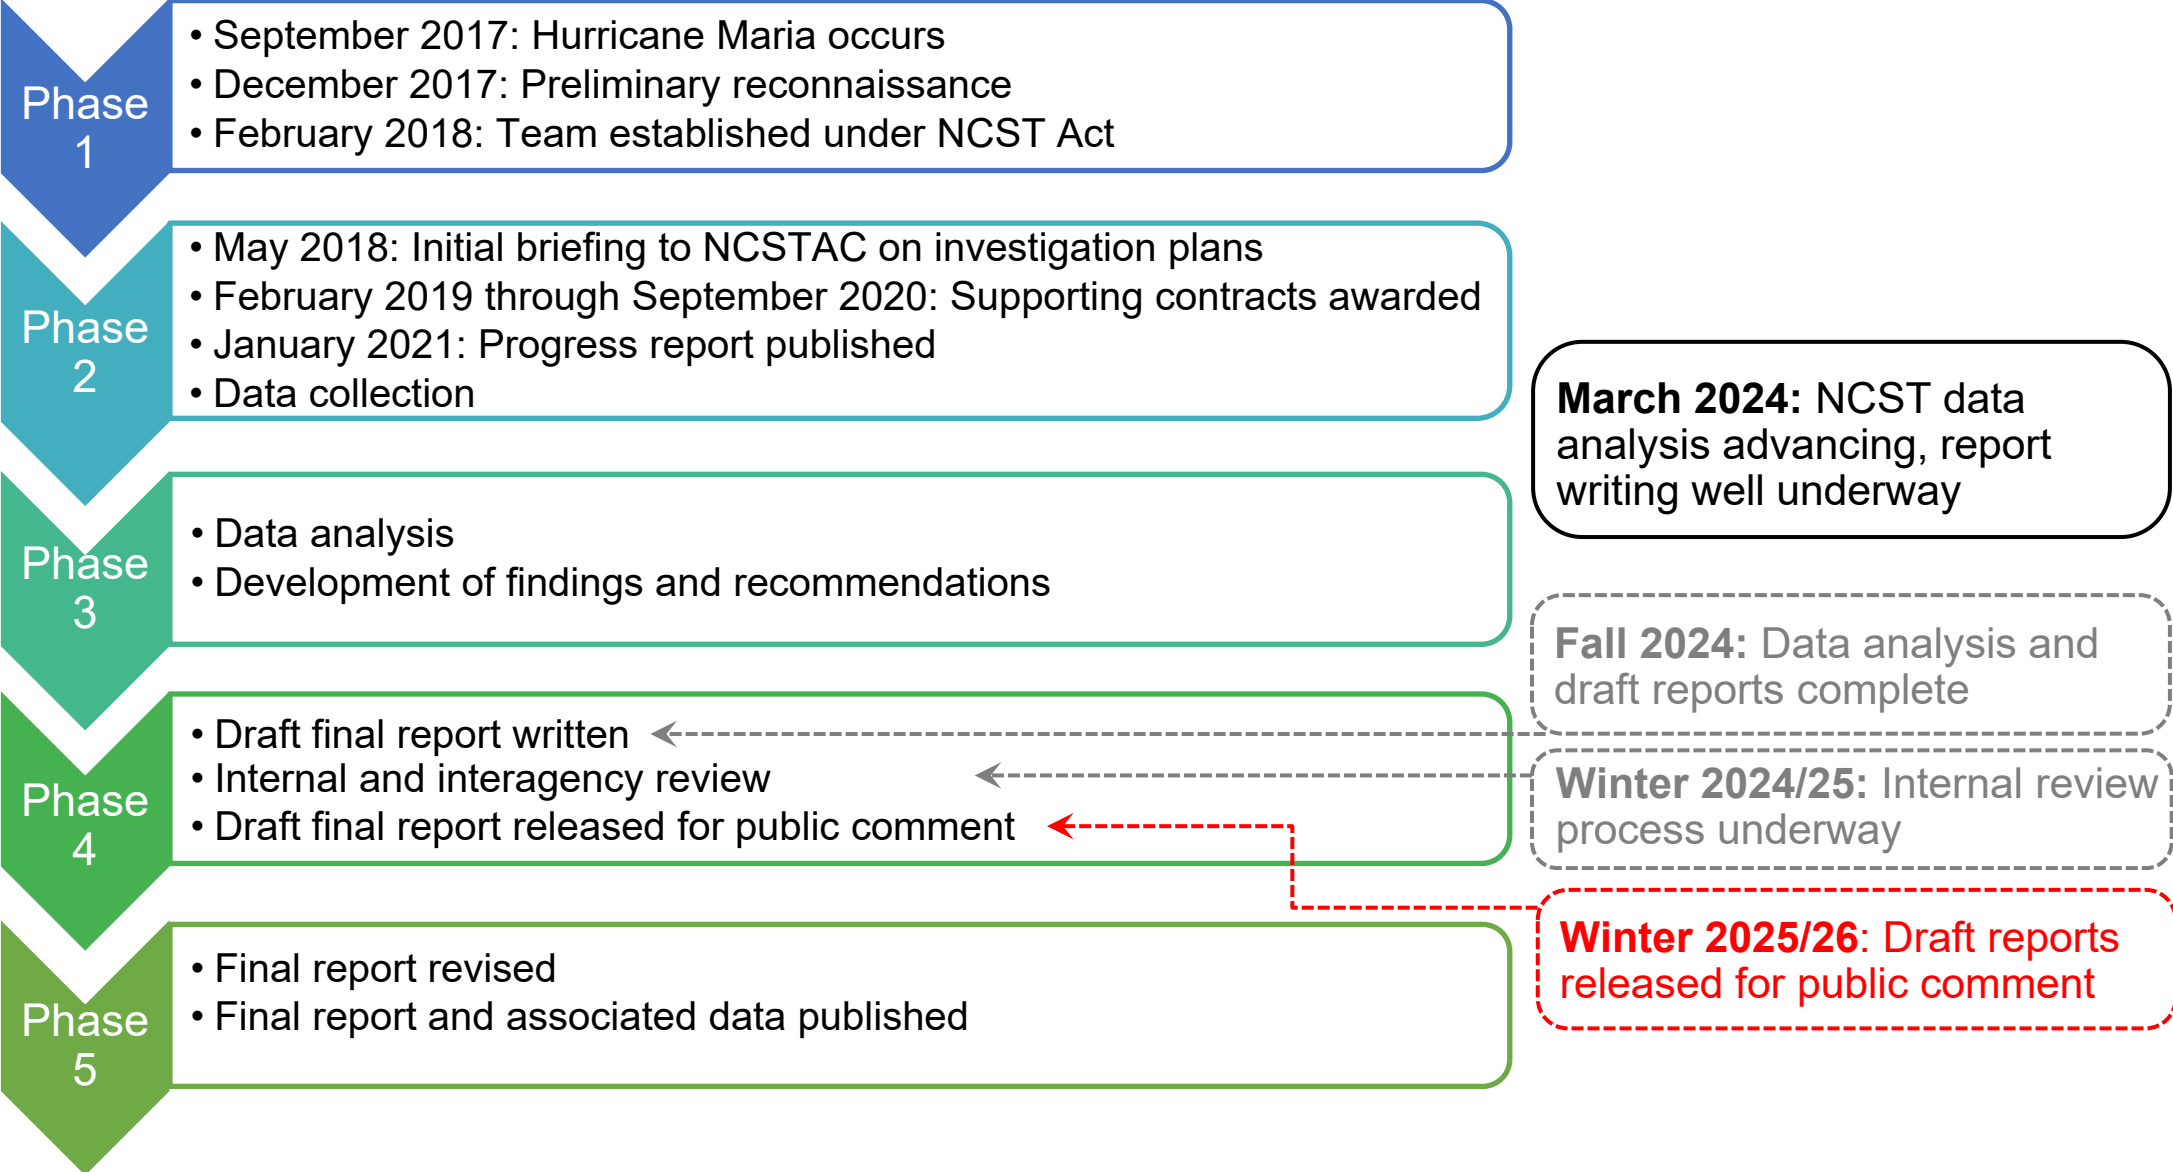 Phase
1
• September 2017: Hurricane Maria occurs
• December 2017: Preliminary reconnaissance
• February 2018: Team established under NCST Act
Phase
2
• May 2018: Initial briefing to NCSTAC on investigation plans
• February 2019 through September 2020: Supporting contracts awarded
• January 2021: Progress report published
• Data collection
March 2024: NCST data
analysis advancing, report
writing well underway
Phase
3
• Data analysis
• Development of findings and recommendations
Fall 2024: Data analysis and
draft reports complete
Phase
4
• Draft final report written
• Internal and interagency review
• Draft final report released for public comment
Winter 2024/25: Internal review
process underway
Winter 2025/26: Draft reports
released for public comment
Phase
5
• Final report revised
• Final report and associated data published